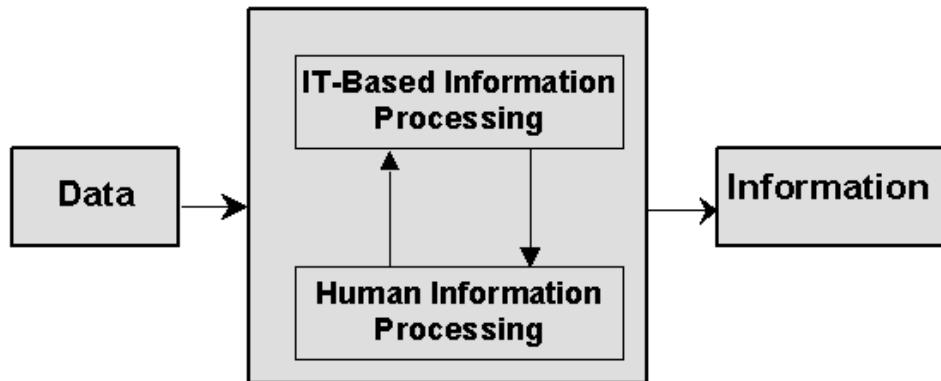 IT-Based Information
Processing
Data
Information
Human Information
Processing